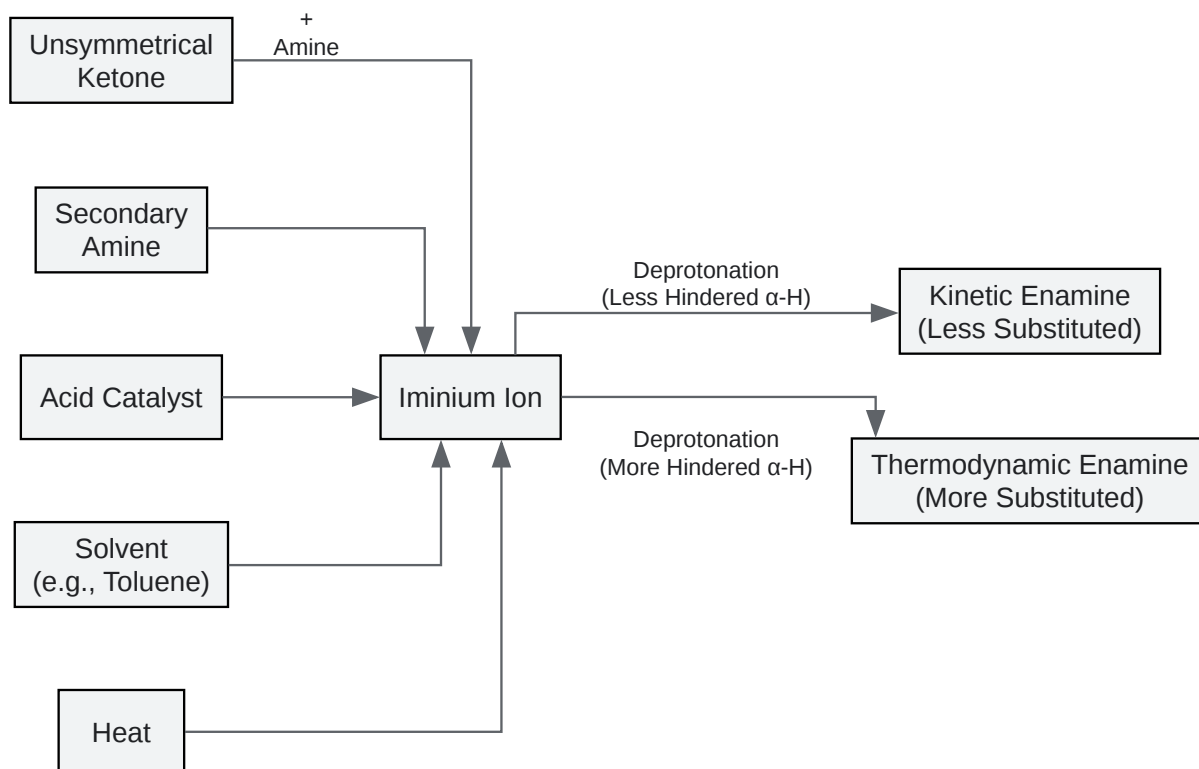 Unsymmetrical
Ketone
+
Amine
Secondary
Amine
Acid Catalyst
Solvent
(e.g., Toluene)
Heat
Iminium Ion
Deprotonation
(Less Hindered α-H)
Deprotonation
(More Hindered α-H)
Kinetic Enamine
(Less Substituted)
Thermodynamic Enamine
(More Substituted)